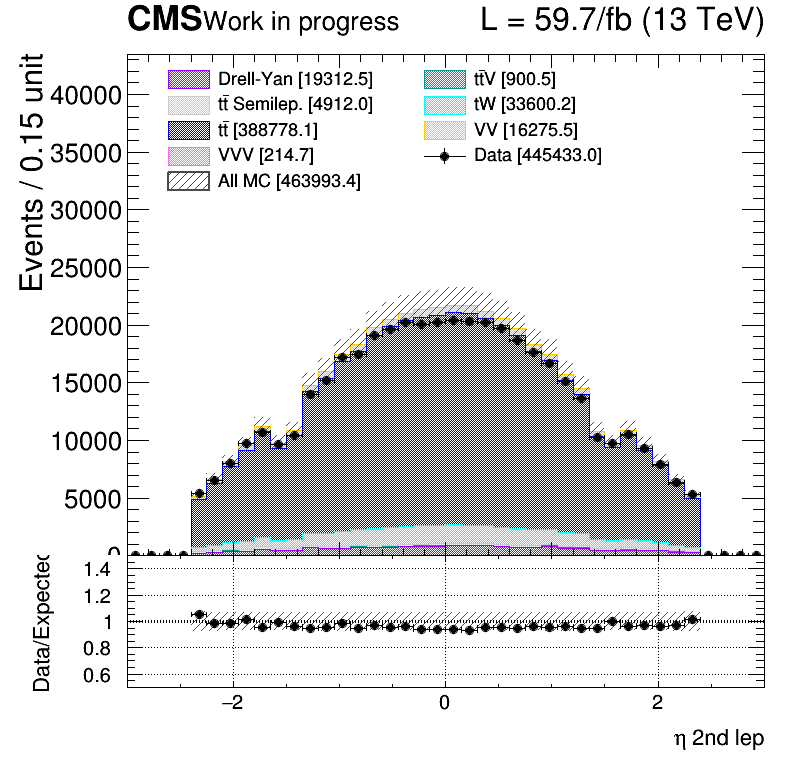 CMS Work in progress L = 59.7/fb (13 TeV)
Events / 0.15 unit
Drell-Yan [19312.5]
tt̄ Semilep. [4912.0]
tt̄ [388778.1]
VVV [214.7]
All MC [463993.4]
tt̄V [900.5]
tW [33600.2]
VV [16275.5]
Data [445433.0]
40000
35000
30000
25000
20000
15000
10000
5000
0
Data/Expected
1.4
1.2
1
0.8
0.6
−2 0 2
η 2nd lep